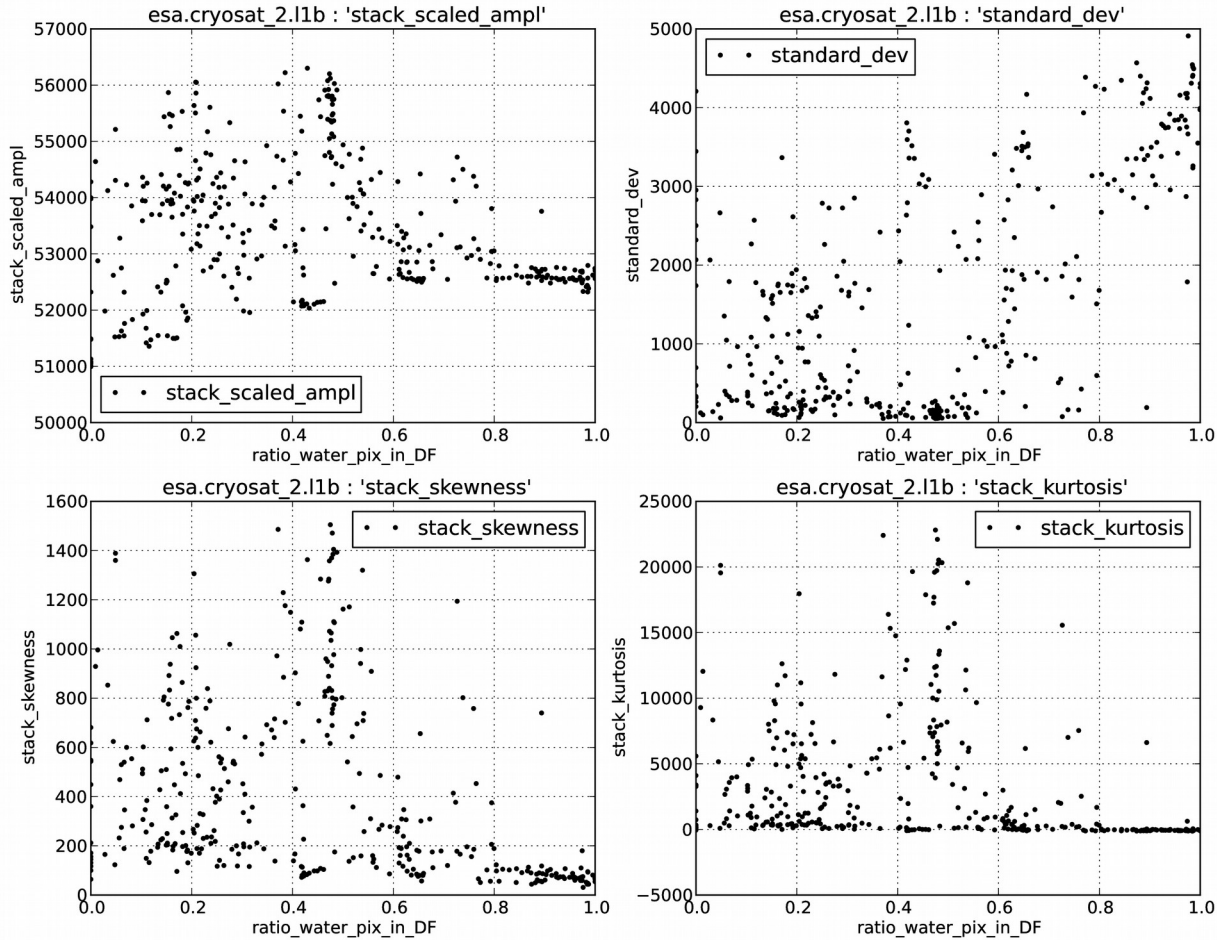 esa.cryosat_2.l1b : 'stack_scaled_ampl'
57000
56000
55000
54000
53000
52000
51000
50000
stack_scaled_ampl
stack_scaled_ampl
0.0 0.2 0.4 0.6 0.8 1.0
ratio_water_pix_in_DF
esa.cryosat_2.l1b : 'standard_dev'
5000
4000
3000
2000
1000
0
standard_dev
standard_dev
0.0 0.2 0.4 0.6 0.8 1.0
ratio_water_pix_in_DF
esa.cryosat_2.l1b : 'stack_skewness'
1600
1400
1200
1000
800
600
400
200
0
stack_skewness
stack_skewness
0.0 0.2 0.4 0.6 0.8 1.0
ratio_water_pix_in_DF
esa.cryosat_2.l1b : 'stack_kurtosis'
25000
20000
15000
10000
5000
0
−5000
stack_kurtosis
stack_kurtosis
0.0 0.2 0.4 0.6 0.8 1.0
ratio_water_pix_in_DF